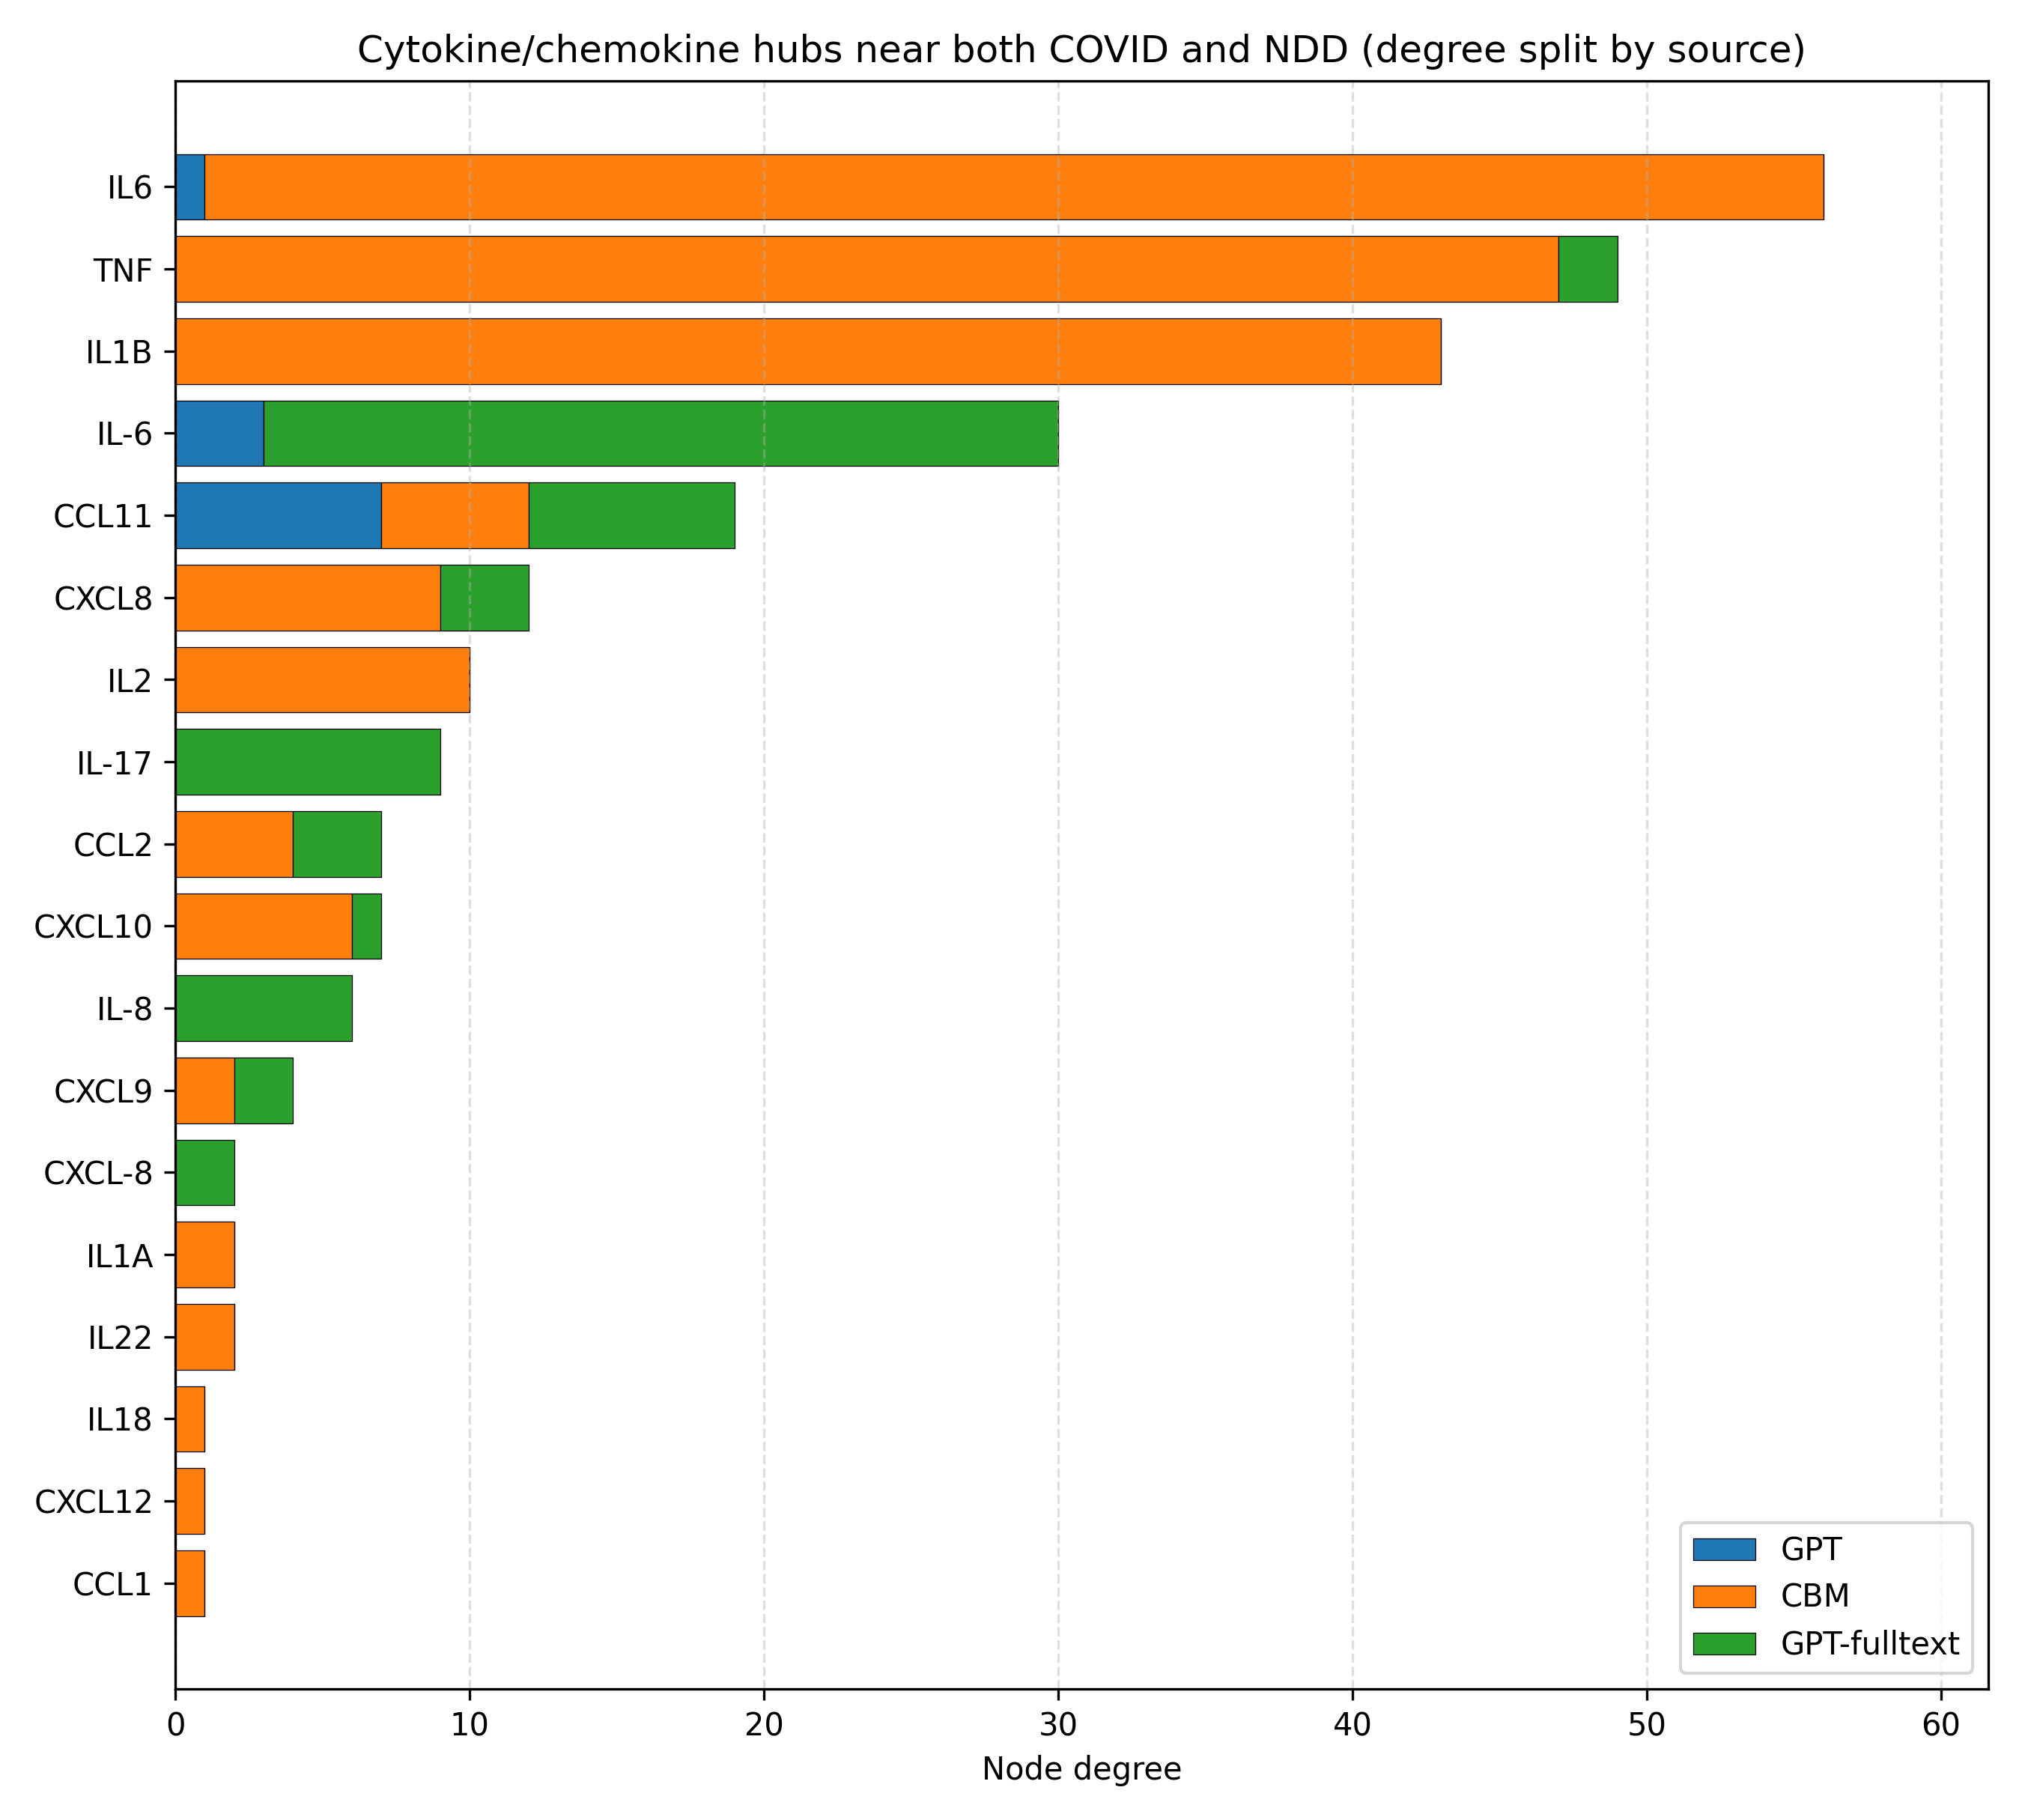 Cytokine/chemokine hubs near both COVID and NDD (degree split by source)
IL6
TNF
IL1B
IL-6
CCL11
CXCL8
IL2
IL-17
CCL2
CXCL10
IL-8
CXCL9
CXCL-8
IL1A
IL22
IL18
CXCL12
CCL1
GPT
CBM
GPT-fulltext
0 10 20 30 40 50 60
Node degree